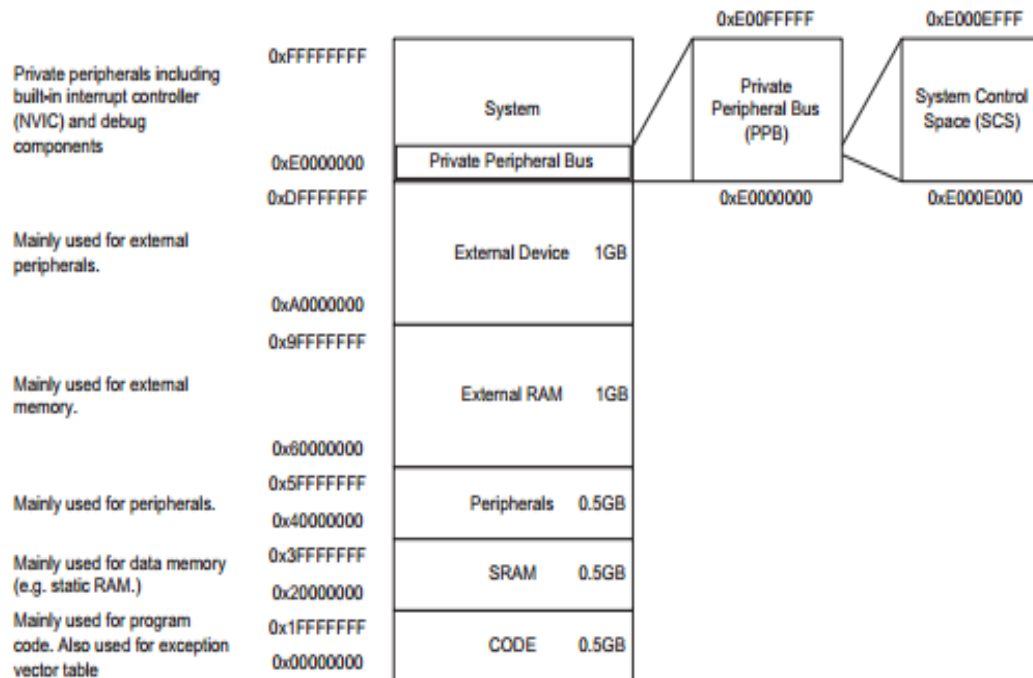 0xE00FFFFF
0xE000EFFF
0xFFFFFFFF
Private peripherals including
built-in interrupt controller
(NVIC) and debug
components
System
Private
Peripheral Bus
(PPB)
System Control
Space (SCS)
0xE0000000
Private Peripheral Bus
0xDFFFFFFF
0xE0000000
0xE000E000
Mainly used for external
peripherals.
External Device 1GB
0xA0000000
0x9FFFFFFF
Mainly used for external
memory.
External RAM 1GB
0x60000000
0x5FFFFFFF
Mainly used for peripherals.
Peripherals 0.5GB
0x40000000
0x3FFFFFFF
Mainly used for data memory
(e.g. static RAM.)
SRAM 0.5GB
0x20000000
Mainly used for program
code. Also used for exception
vector table
0x1FFFFFFF
CODE 0.5GB
0x00000000